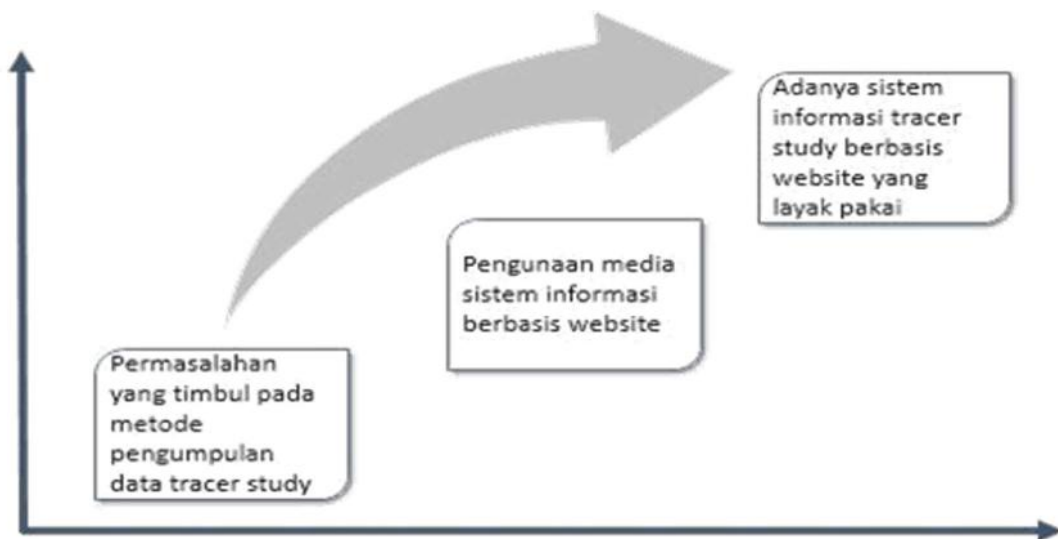 Adanya sistem
informasi tracer
study berbasis
website yang
layak pakai
Pengunaan media
sistem informasi
berbasis website
Permasalahan
yang timbul pada
metode
pengumpulan
data tracer study